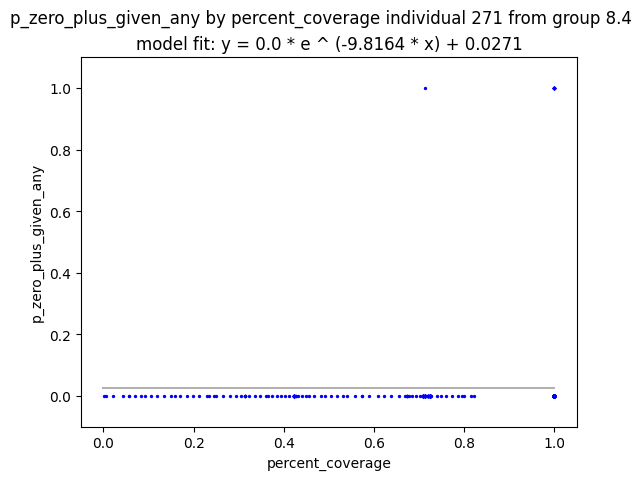 p_zero_plus_given_any by percent_coverage individual 271 from group 8.4
model fit: y = 0.0 * e ^ (-9.8164 * x) + 0.0271
1.0
0.8
0.6
0.4
0.2
0.0
p_zero_plus_given_any
0.0 0.2 0.4 0.6 0.8 1.0
percent_coverage